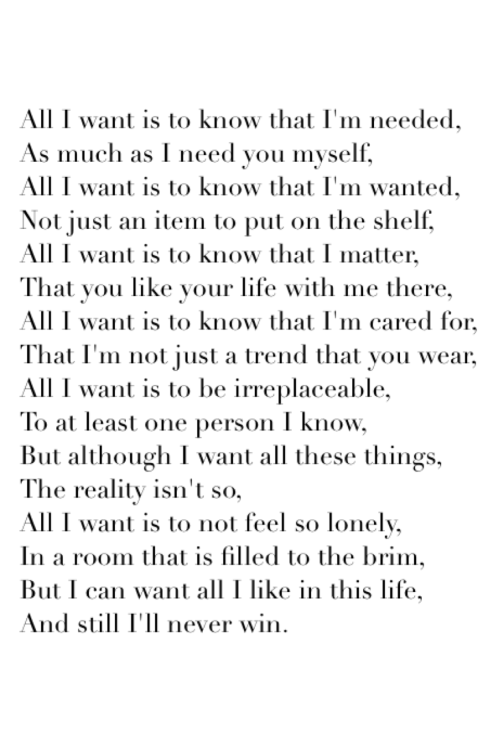 All I want is to know that I'm needed,
As much as I need you myself,
All I want is to know that I'm wanted,
Not just an item to put on the shelf,
All I want is to know that I matter,
That you like your life with me there,
All I want is to know that I'm cared for,
That I'm not just a trend that you wear,
All I want is to be irreplaceable,
To at least one person I know,
But although I want all these things,
The reality isn't so,
All I want is to not feel so lonely,
In a room that is filled to the brim,
But I can want all I like in this life,
And still I'll never win.